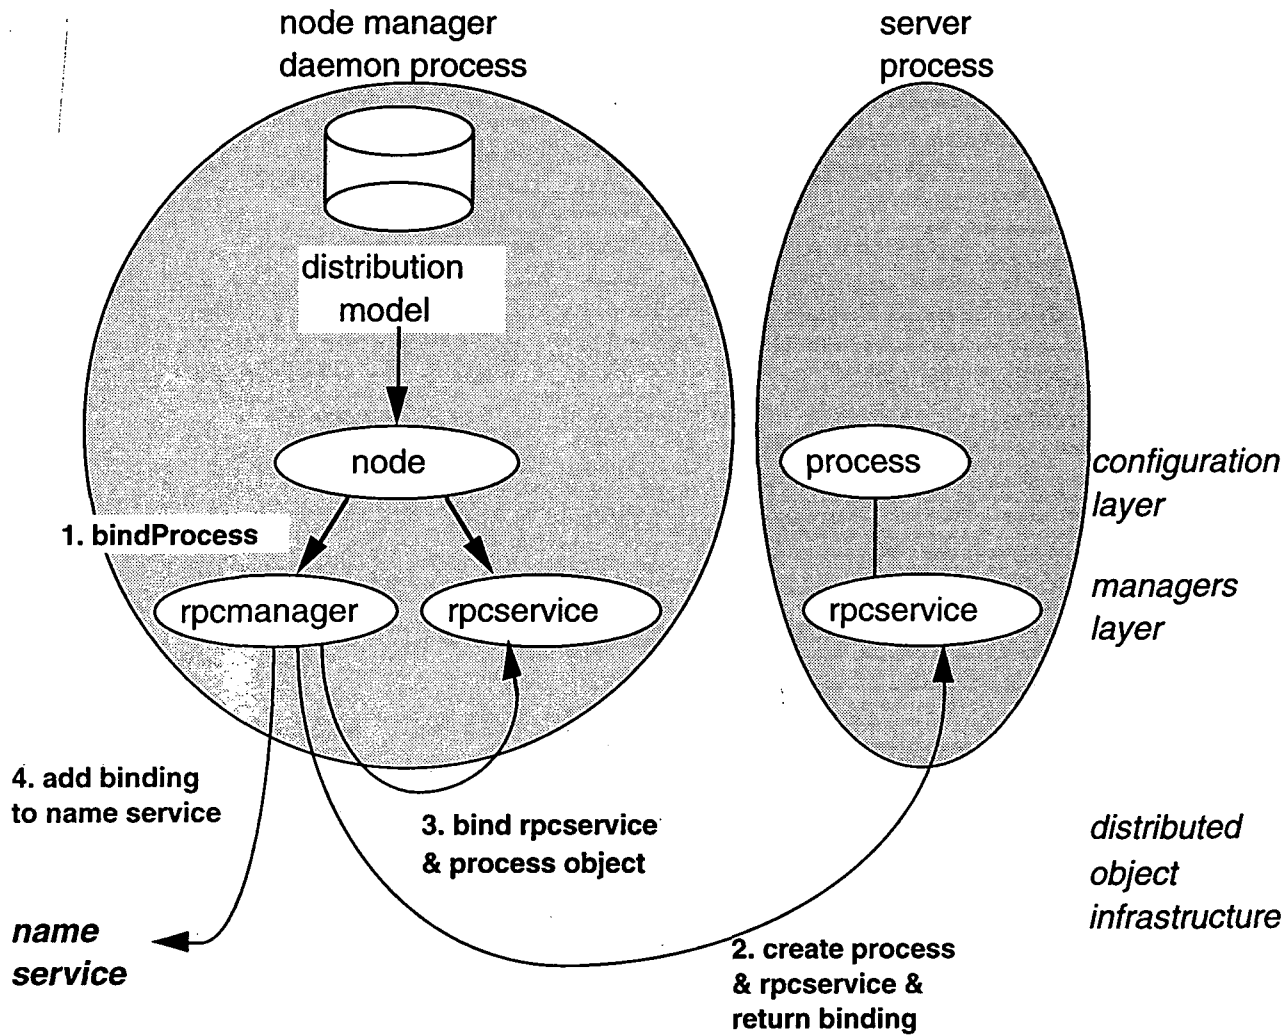 node manager
daemon process
server
process
distribution
model
node
process
configuration
layer
1. bindProcess
rpcmanager
rpcservice
rpcservice
managers
layer
4. add binding
to name service
3. bind rpcservice
& process object
distributed
object
infrastructure
name
service
2. create process
& rpcservice &
return binding